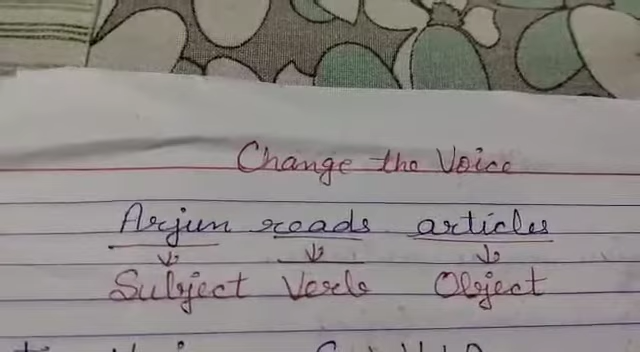 Change the Voice
Arjun reads articles
Subject Verb Object